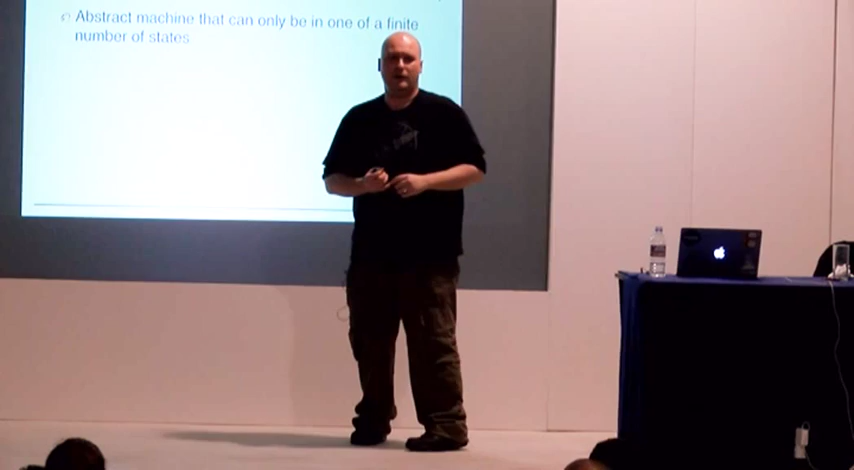 Abstract machine that can only be in one of a finite
number of states